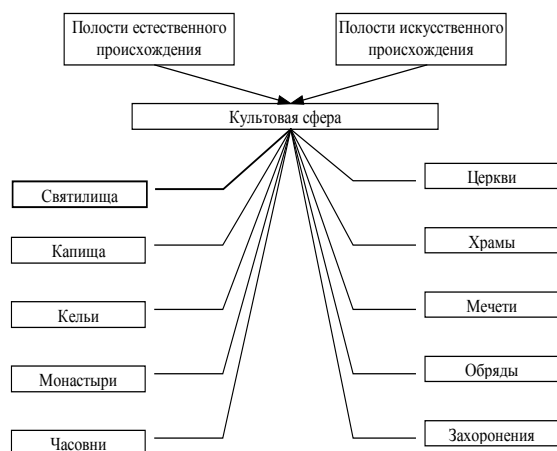 Полости естественного
происхождения
Полости искусственного
происхождения
Культовая сфера
Святилища
Капища
Кельи
Монастыри
Часовни
Церкви
Храмы
Мечети
Обряды
Захоронения